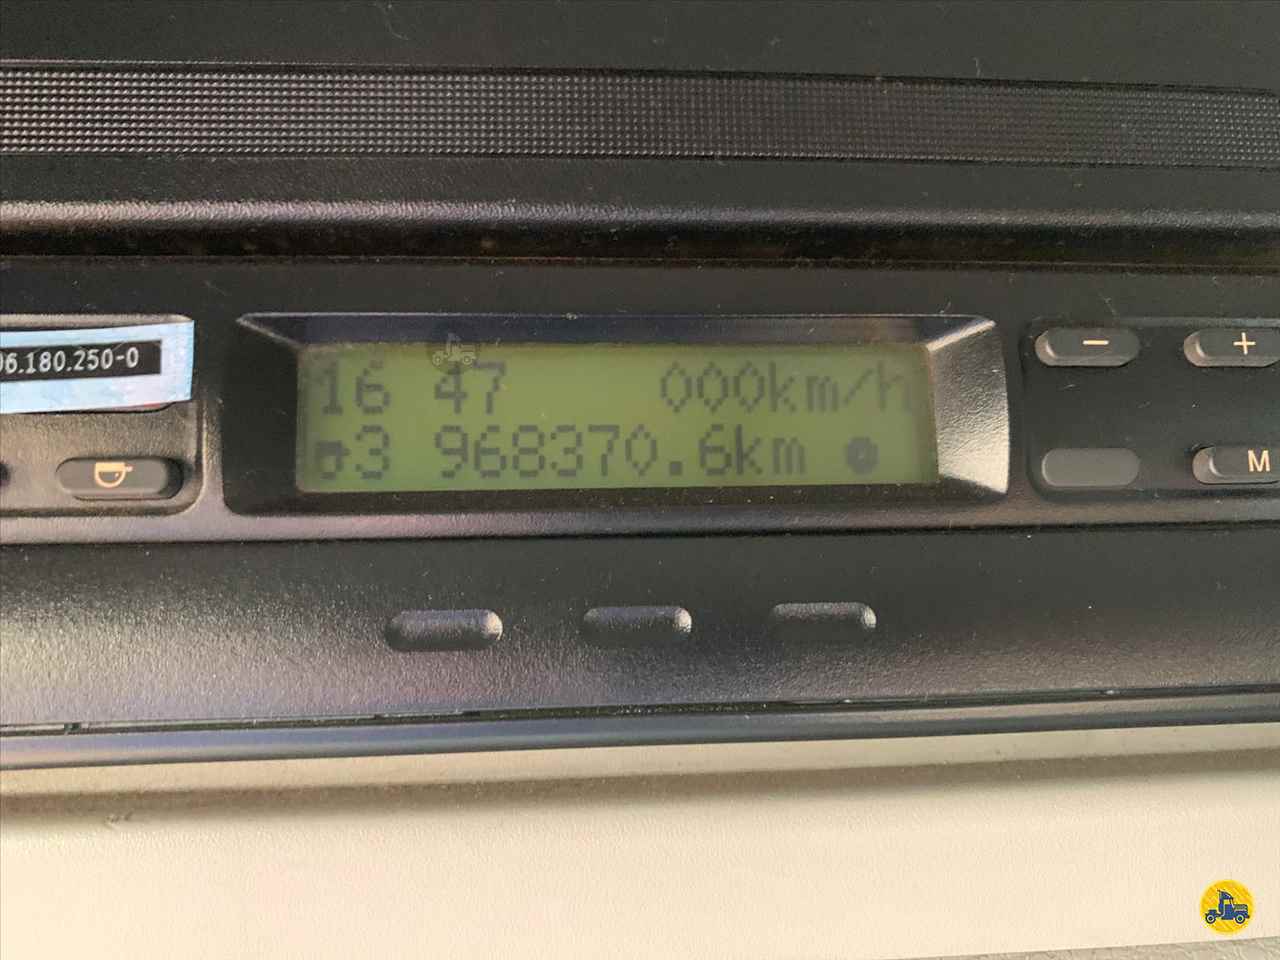 16 47 000km/h
3 968370.6km
06.180.250-0
− +
M